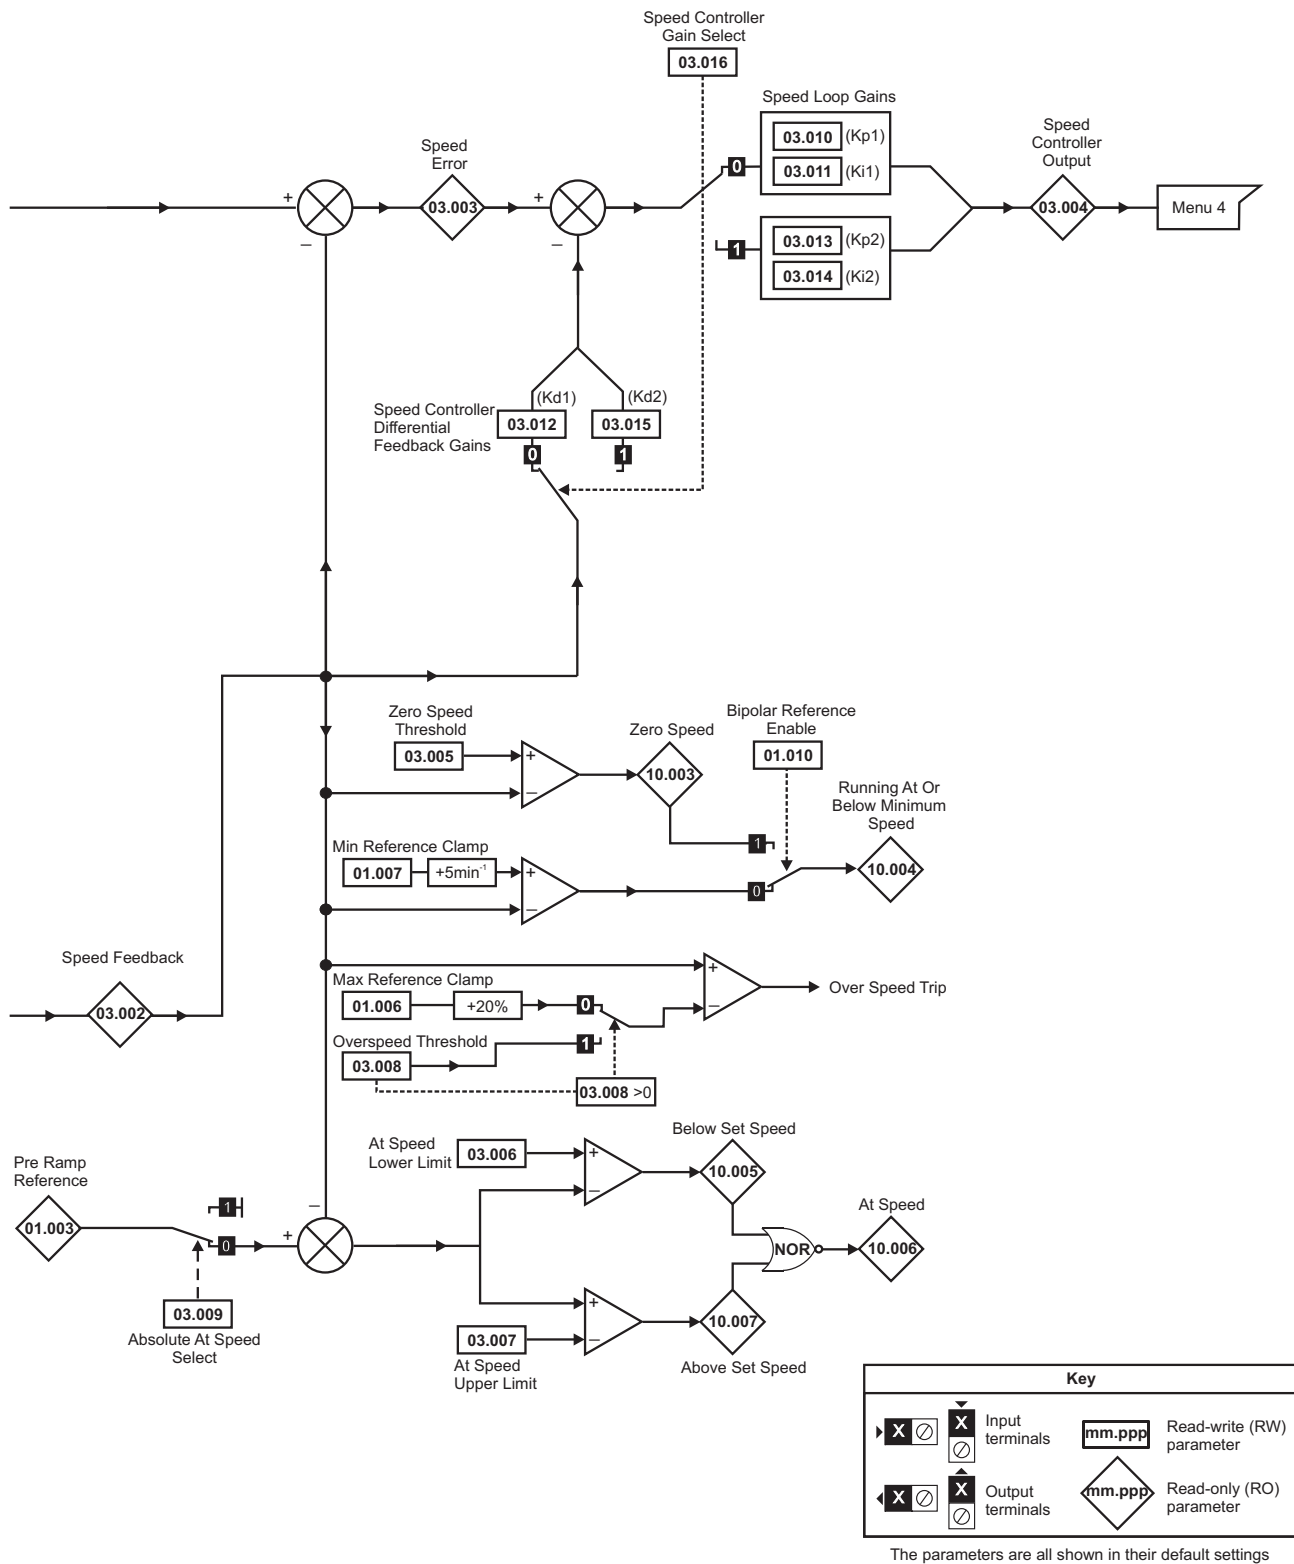 Speed Controller
Gain Select
03.016
Speed Loop Gains
03.010 (Kp1)
03.011 (Ki1)
0
Speed
Error
03.003
+
–
+
–
Speed
Controller
Output
03.004
Menu 4
1
03.013 (Kp2)
03.014 (Ki2)
Speed Controller
Differential
Feedback Gains
(Kd1)
03.012
0
(Kd2)
03.015
1
Zero Speed
Threshold
03.005
+
–
Zero Speed
10.003
Bipolar Reference
Enable
01.010
Running At Or
Below Minimum
Speed
10.004
1
0
Min Reference Clamp
01.007
+5min-1
+
–
Speed Feedback
03.002
Max Reference Clamp
01.006
+20%
0
+
–
Over Speed Trip
Overspeed Threshold
03.008
1
03.008 >0
At Speed
Lower Limit
03.006
+
–
Below Set Speed
10.005
Pre Ramp
Reference
01.003
1
0
+
–
At Speed
10.006
NOR
03.009
Absolute At Speed
Select
03.007
At Speed
Upper Limit
+
–
10.007
Above Set Speed
Key
X
X
Input
terminals
mm.ppp
Read-write (RW)
parameter
X
X
Output
terminals
mm.ppp
Read-only (RO)
parameter
The parameters are all shown in their default settings